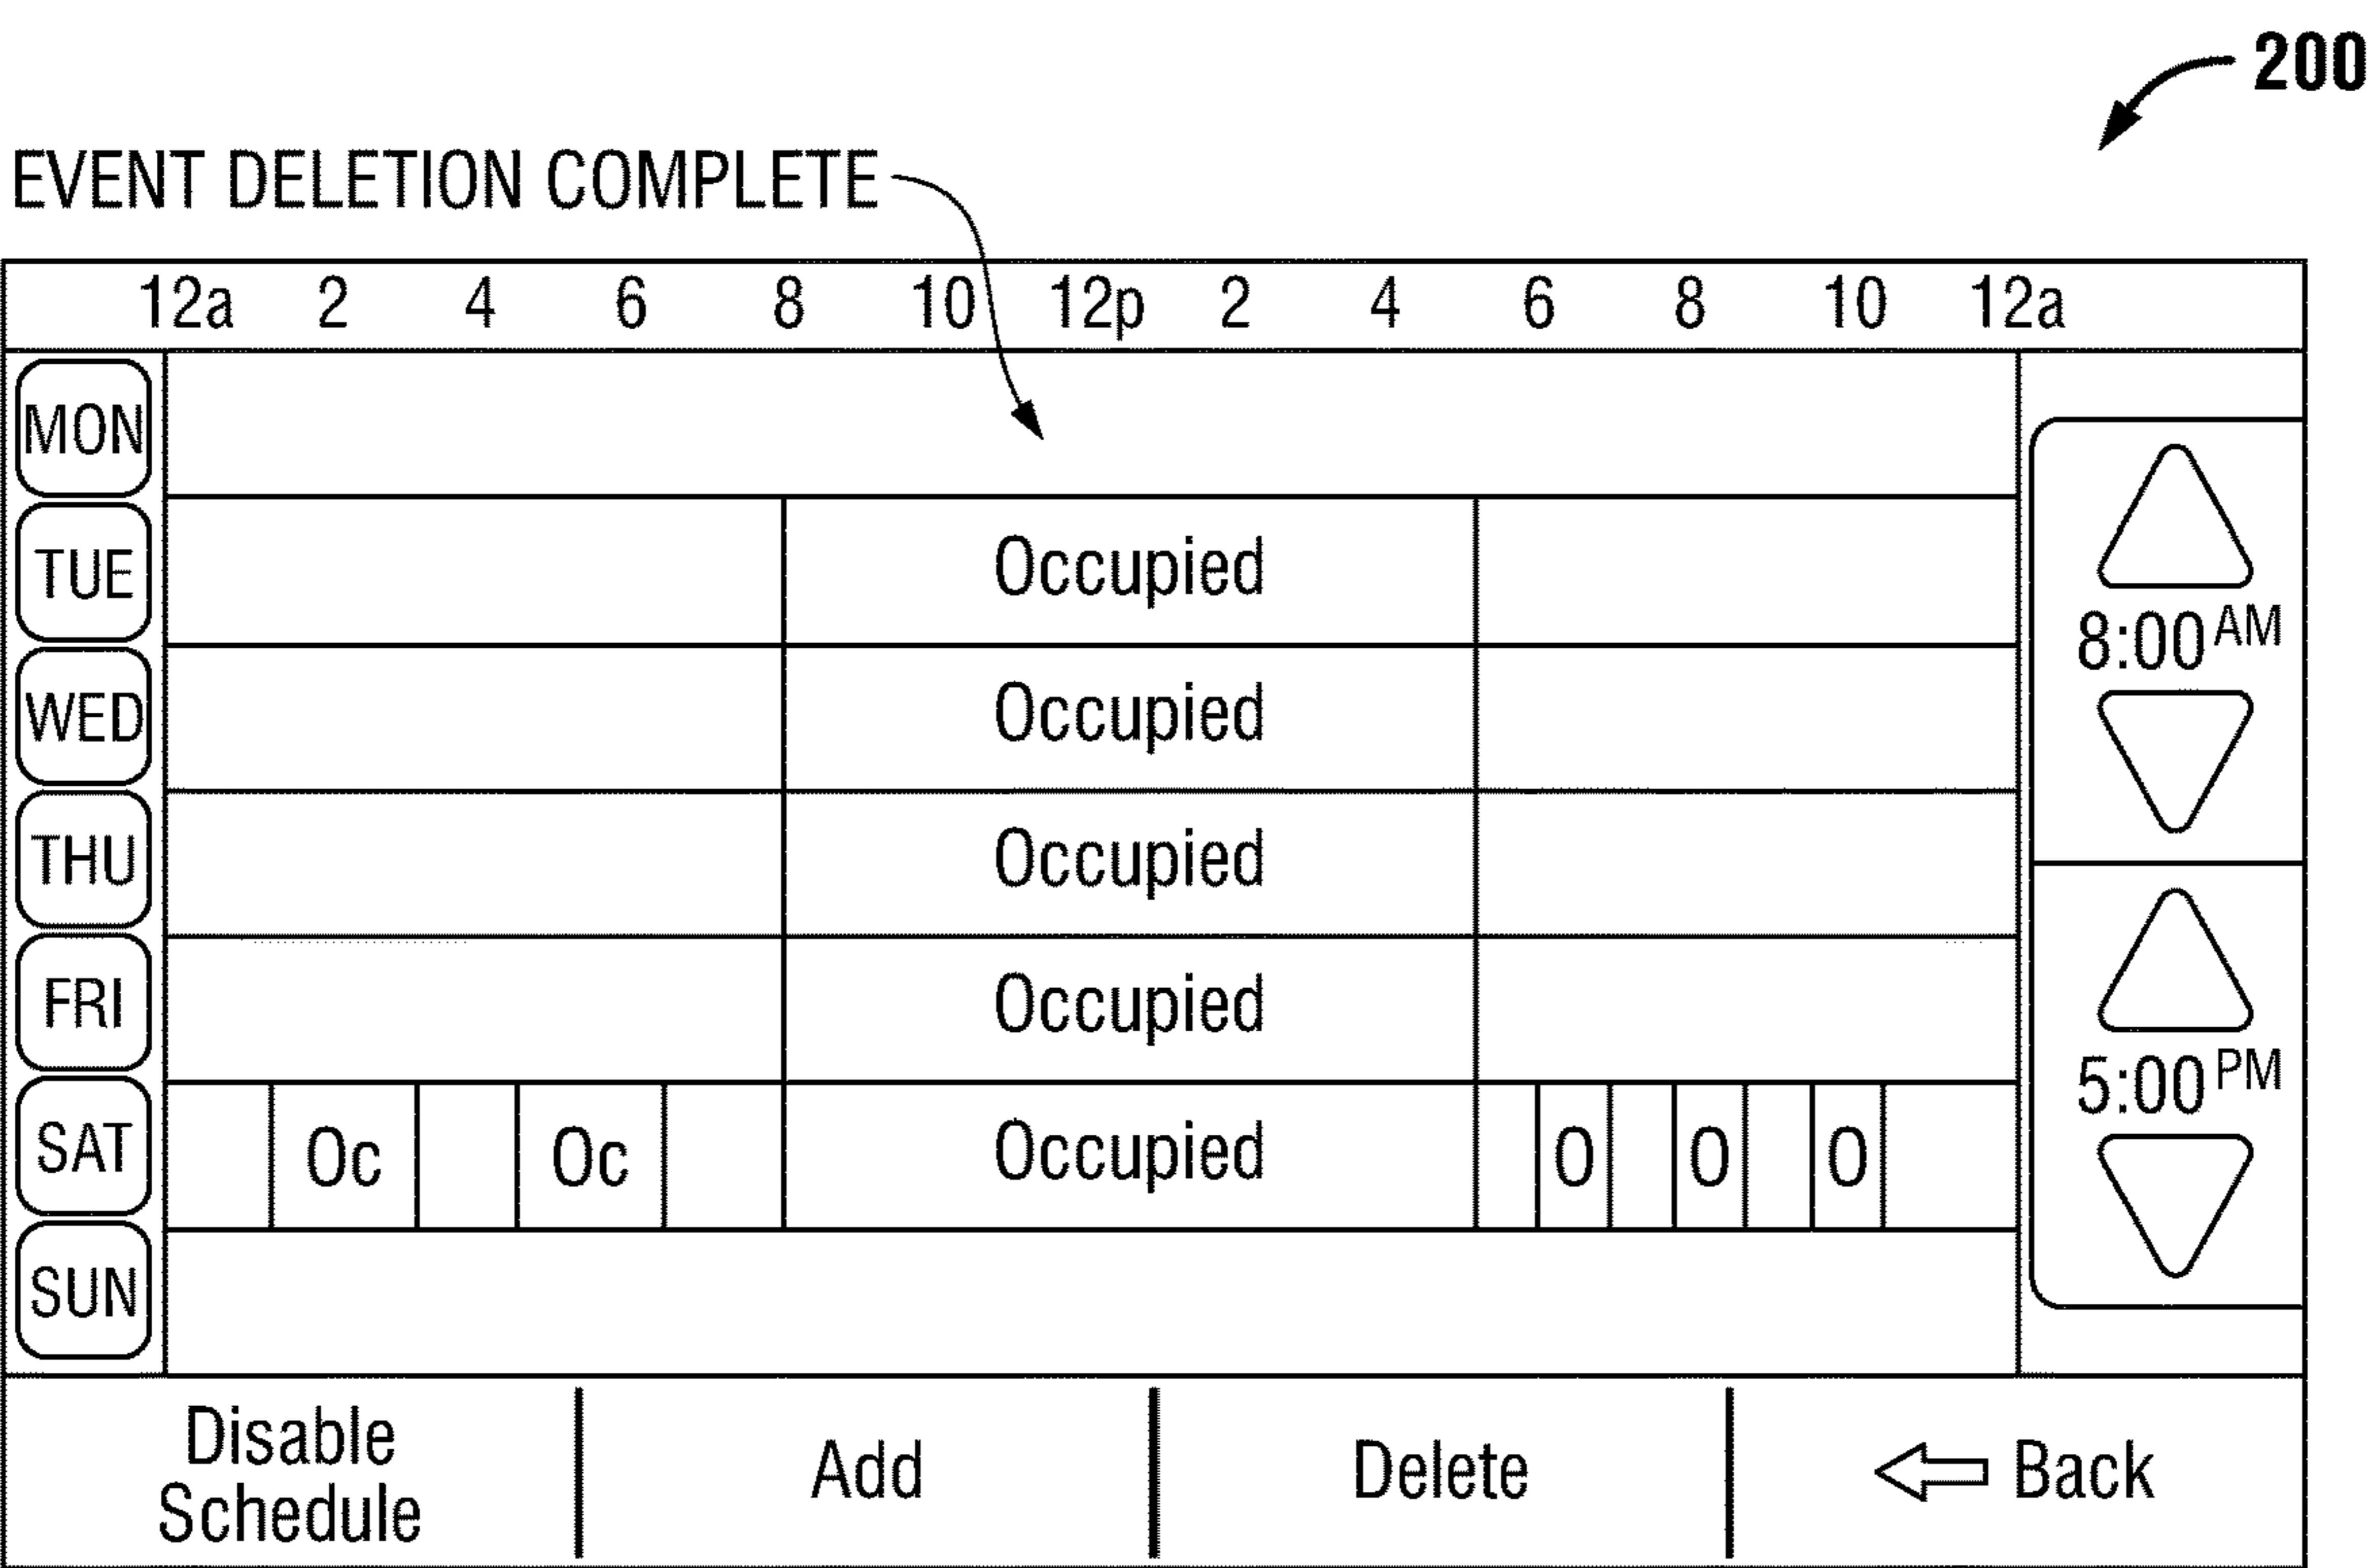 200
EVENT DELETION COMPLETE
12a 2 4 6 8 10 12p 2 4 6 8 10 12a
MON
TUE Occupied
8:00 AM
WED Occupied
THU Occupied
FRI Occupied
5:00 PM
SAT Oc Oc Occupied O O O
SUN
Disable
Schedule
Add
Delete
Back